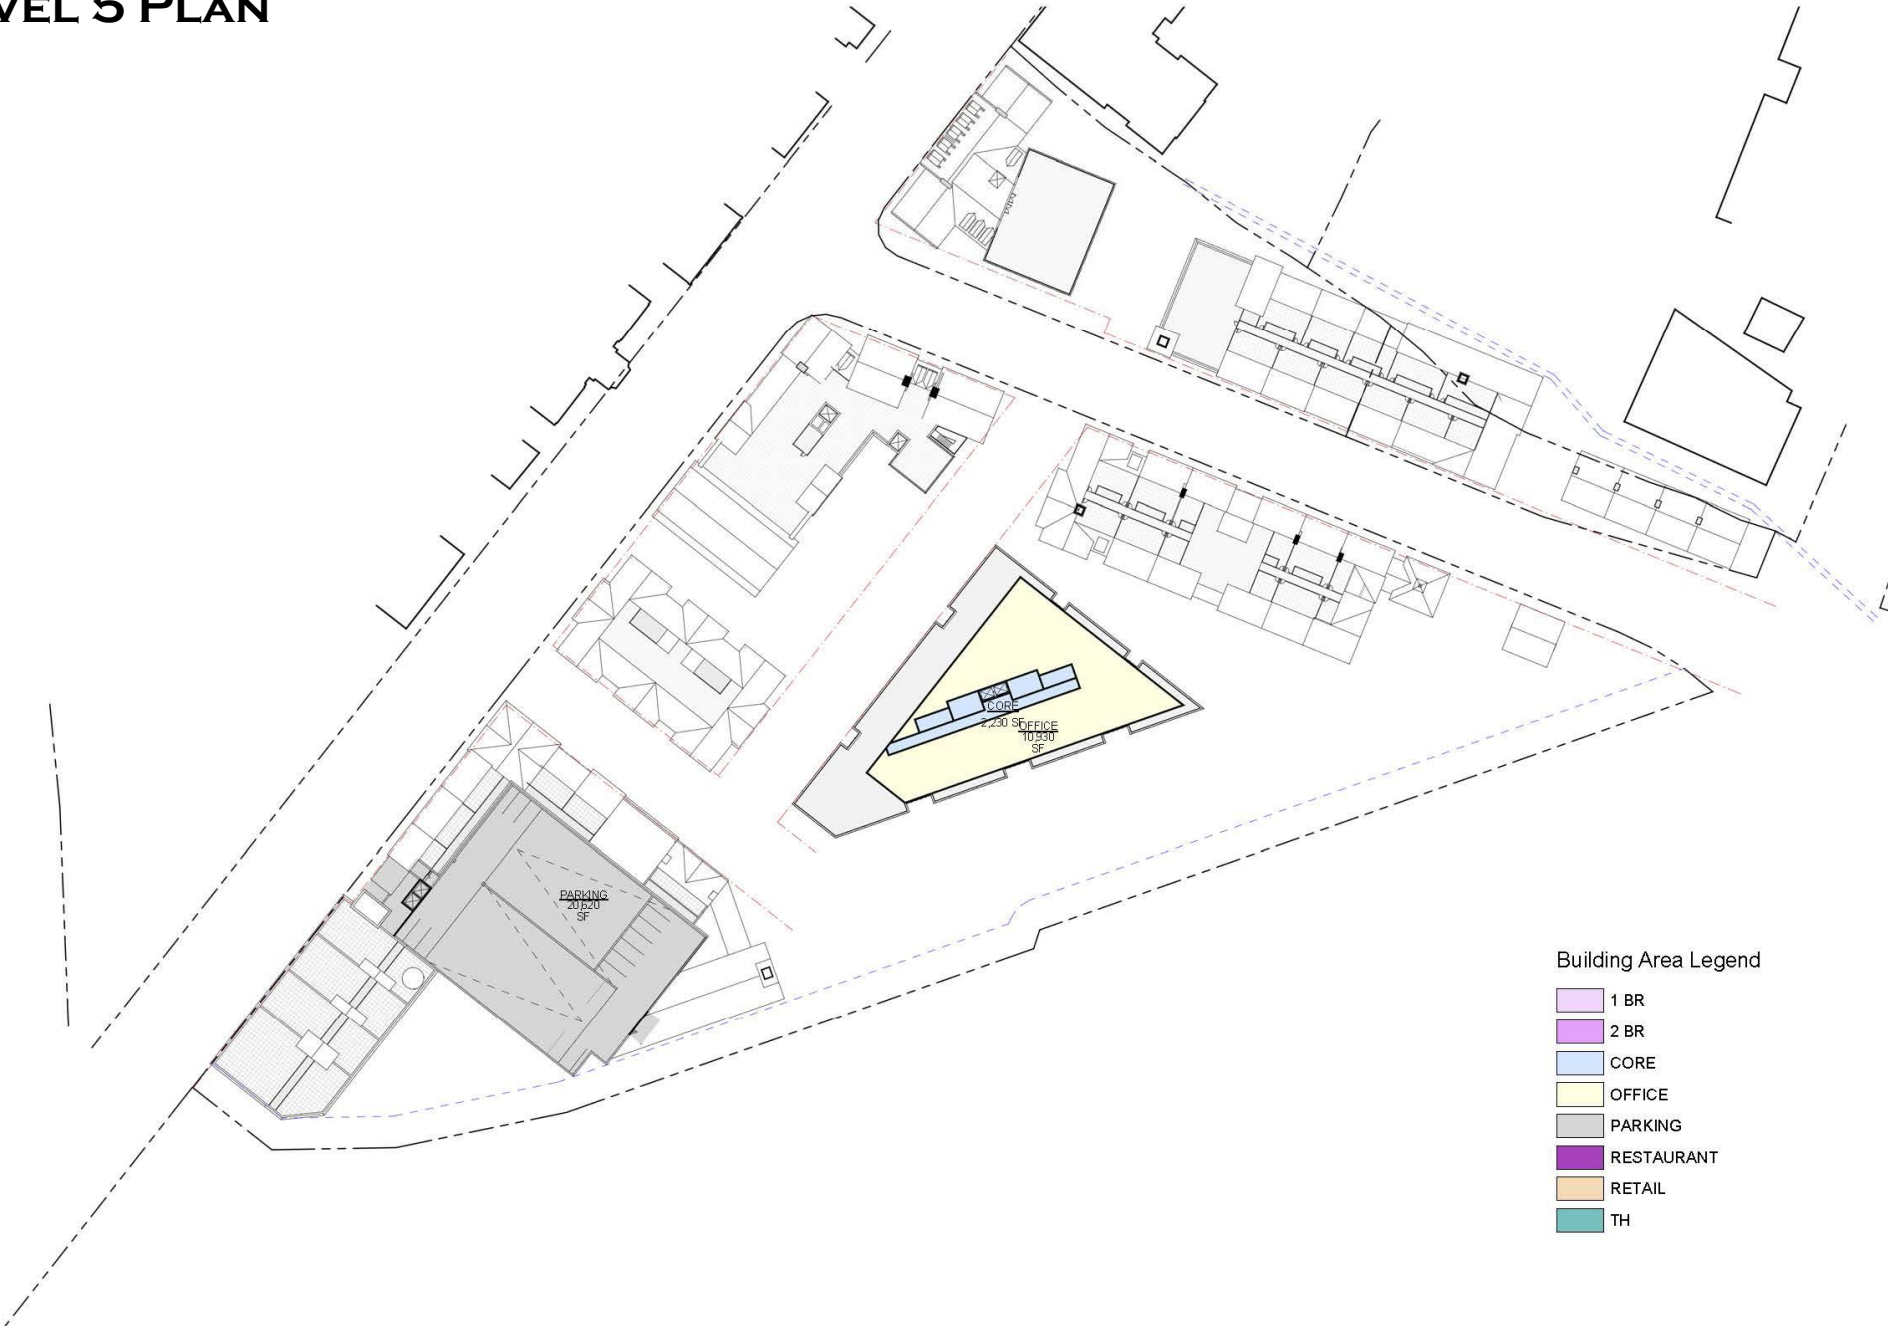 VEL 5 PLAN
CORE
2,230 SF
OFFICE
10,930
SF
PARKING
20,620
SF
Building Area Legend
1 BR
2 BR
CORE
OFFICE
PARKING
RESTAURANT
RETAIL
TH